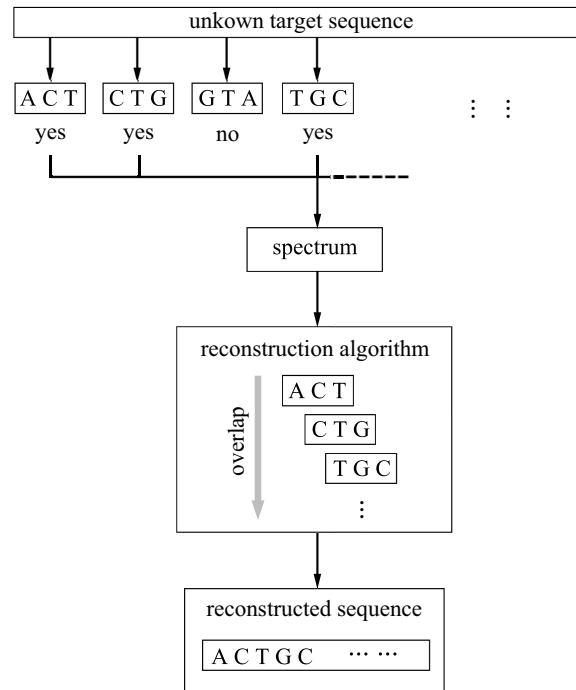 unkown target sequence
A C T C T G G T A T G C ⋮ ⋮
yes yes no yes
spectrum
reconstruction algorithm
overlap
A C T
C T G
T G C
⋮
reconstructed sequence
A C T G C ··· ···